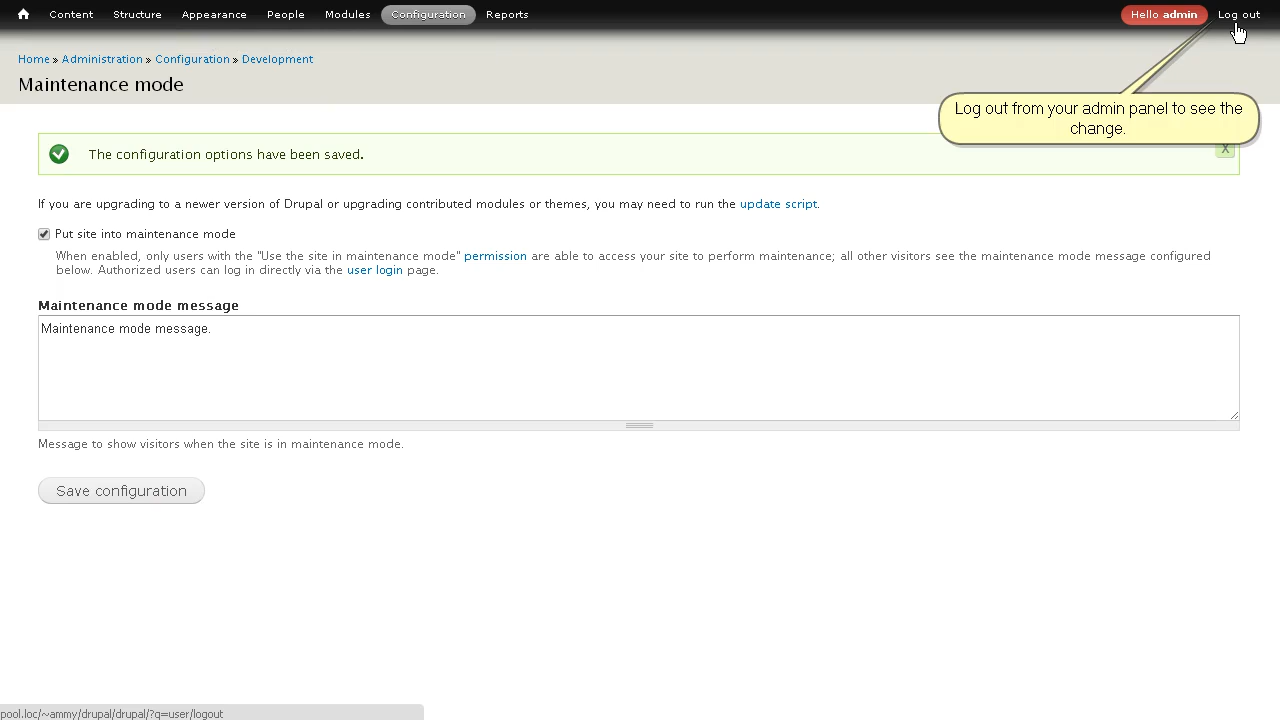 Content Structure Appearance People Modules Configuration Reports Hello admin Log out
Home » Administration » Configuration » Development
Maintenance mode
Log out from your admin panel to see the
change.
The configuration options have been saved.
X
If you are upgrading to a newer version of Drupal or upgrading contributed modules or themes, you may need to run the update script.
Put site into maintenance mode
When enabled, only users with the "Use the site in maintenance mode" permission are able to access your site to perform maintenance; all other visitors see the maintenance mode message configured
below. Authorized users can log in directly via the user login page.
Maintenance mode message
Maintenance mode message.
Message to show visitors when the site is in maintenance mode.
Save configuration
pool.loc/~ammy/drupal/drupal/?q=user/logout